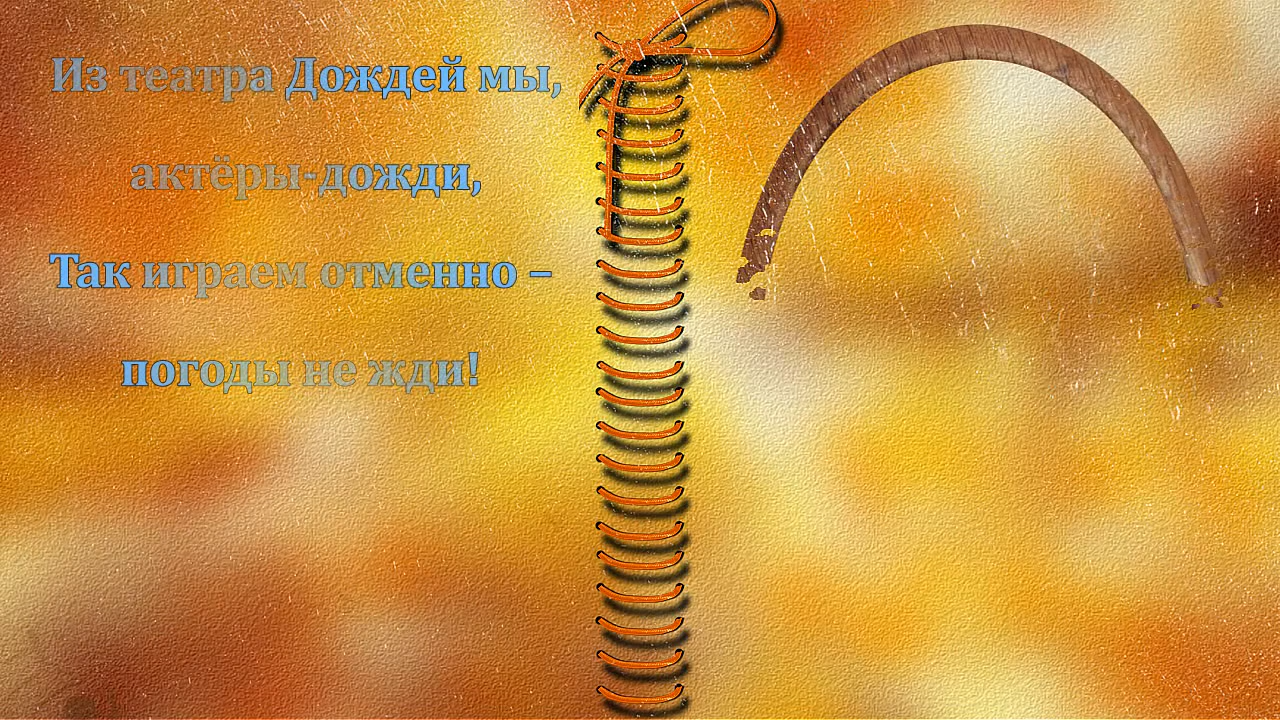 Из театра Дождей мы,
актёры-дожди,
Так играем отменно –
погоды не жди!